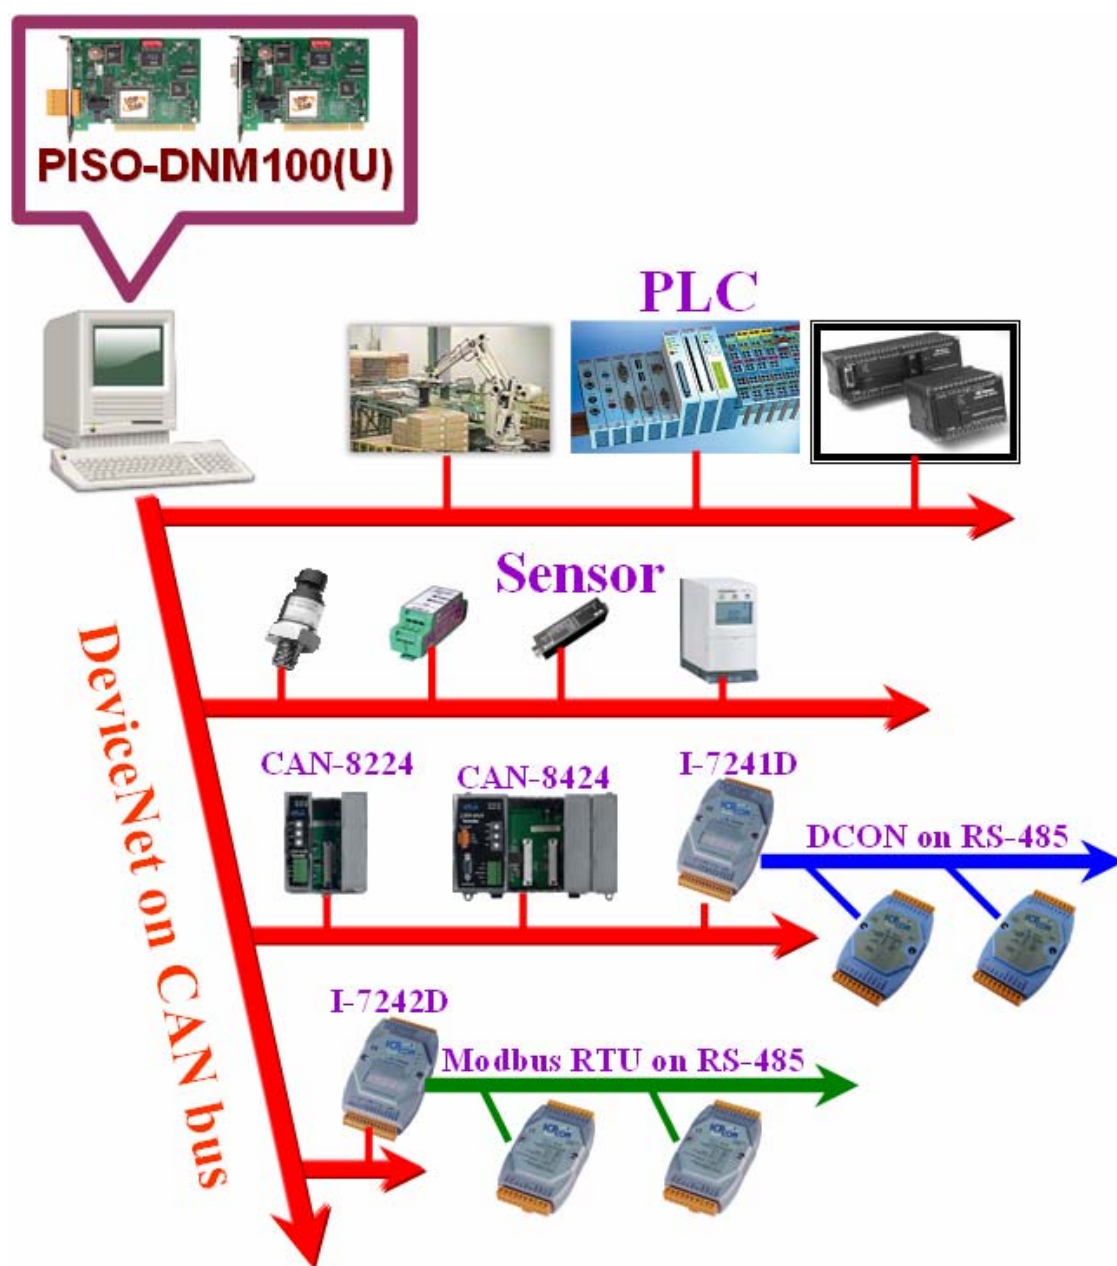 PISO-DNM100(U)
PLC
Sensor
DeviceNet on CAN bus
CAN-8224
CAN-8424
I-7241D
DCON on RS-485
I-7242D
Modbus RTU on RS-485